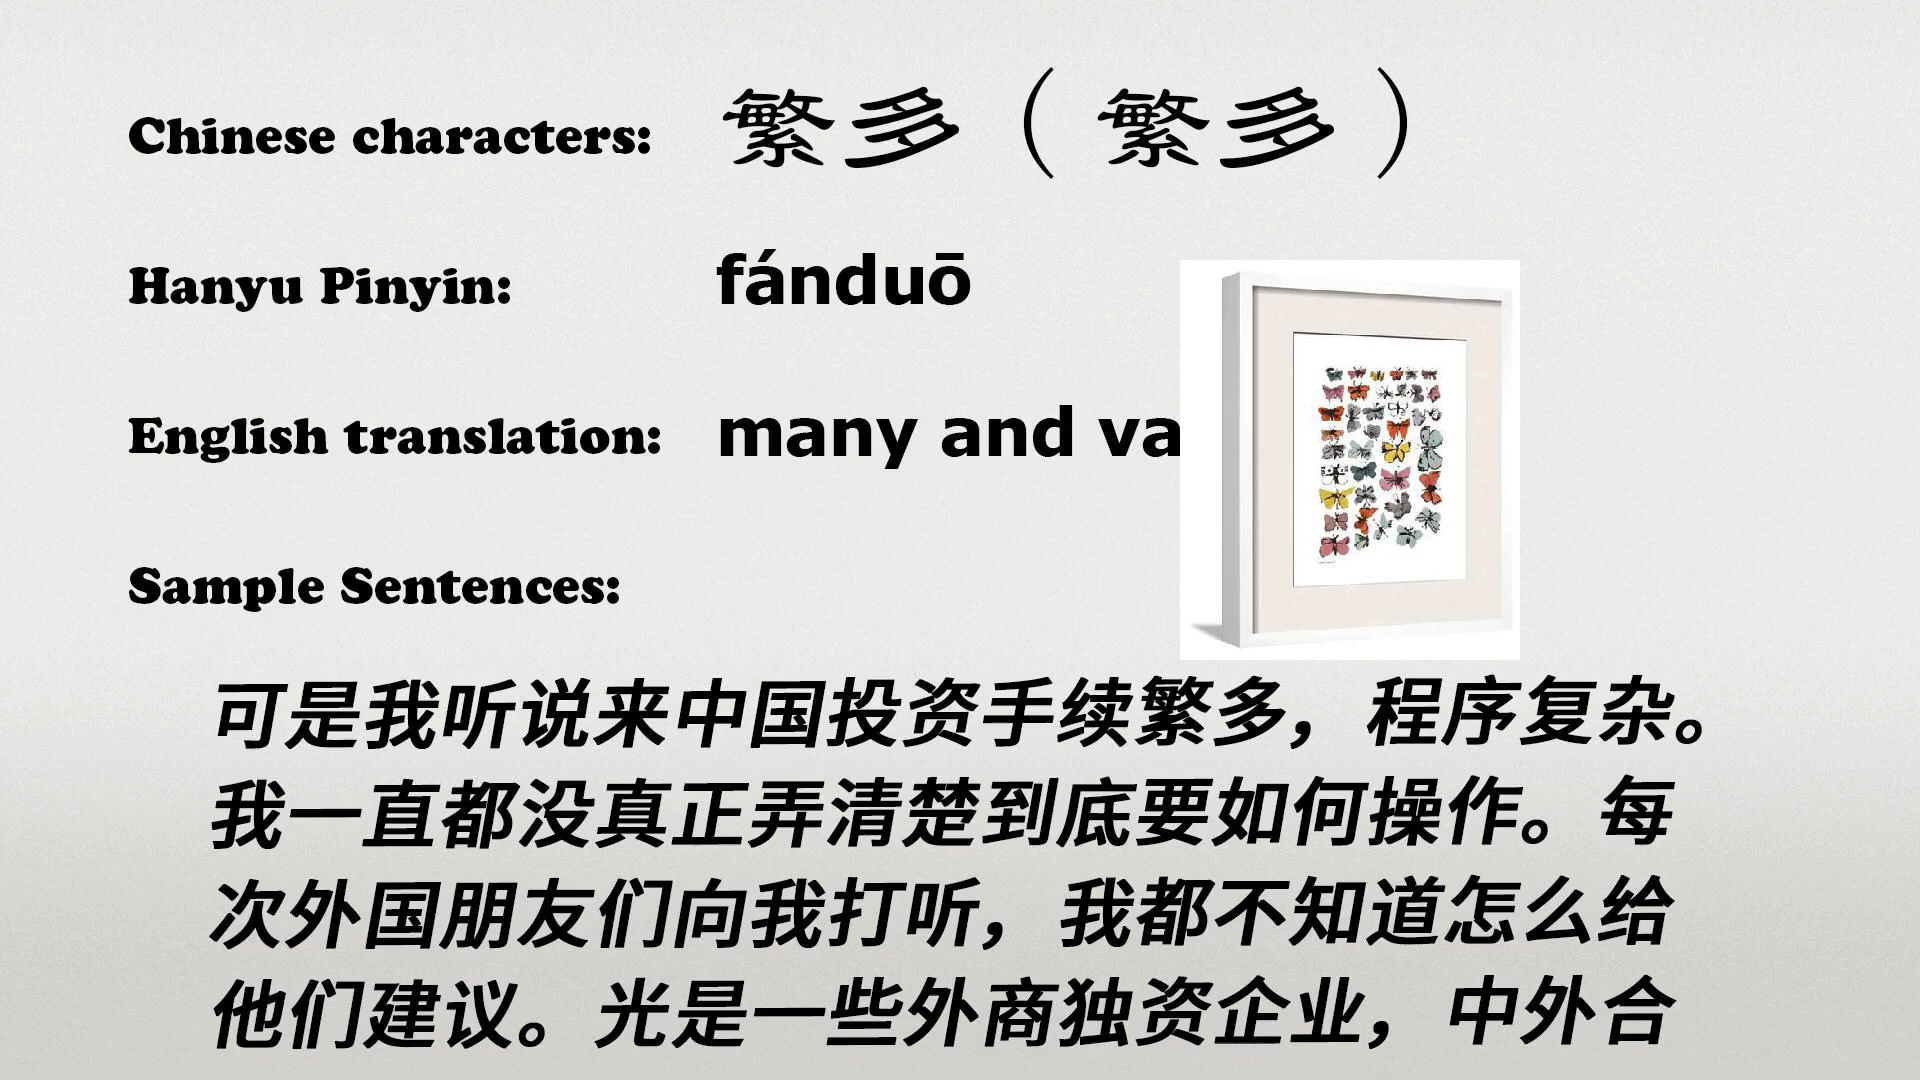 Chinese characters: 繁多（繁多）
Hanyu Pinyin: fánduō
English translation: many and va
Sample Sentences:
可是我听说来中国投资手续繁多，程序复杂。
我一直都没真正弄清楚到底要如何操作。每
次外国朋友们向我打听，我都不知道怎么给
他们建议。光是一些外商独资企业，中外合